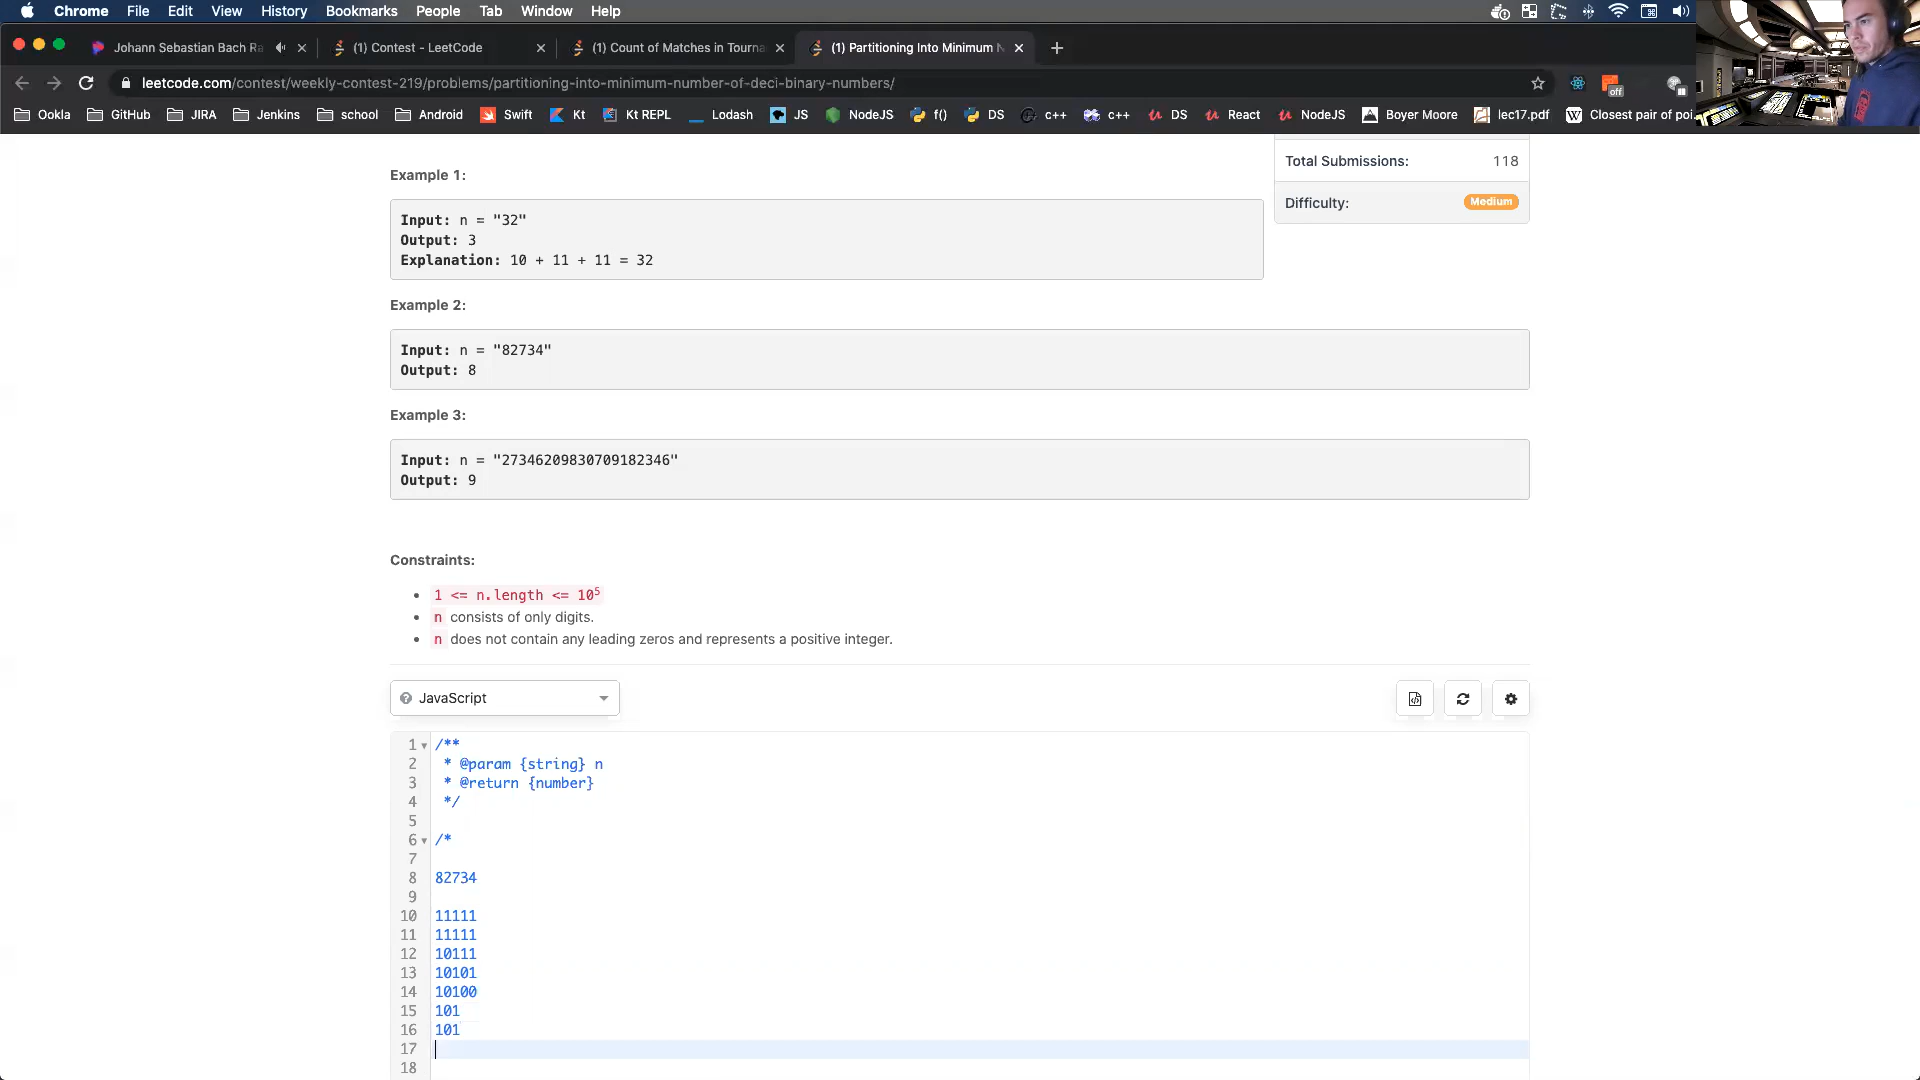 Chrome File Edit View History Bookmarks People Tab Window Help
Johann Sebastian Bach Ra
(1) Contest - LeetCode
(1) Count of Matches in Tourna
(1) Partitioning Into Minimum N
leetcode.com/contest/weekly-contest-219/problems/partitioning-into-minimum-number-of-deci-binary-numbers/
off
Ookla GitHub JIRA Jenkins school Android Swift Kt Kt REPL Lodash JS NodeJS f() DS c++ c++ DS React NodeJS Boyer Moore lec17.pdf Closest pair of poi
Total Submissions: 118
Difficulty: Medium
Example 1:
Input: n = "32"
Output: 3
Explanation: 10 + 11 + 11 = 32
Example 2:
Input: n = "82734"
Output: 8
Example 3:
Input: n = "27346209830709182346"
Output: 9
Constraints:
1 <= n.length <= 10⁵
n consists of only digits.
n does not contain any leading zeros and represents a positive integer.
JavaScript
1 /**
2 * @param {string} n
3 * @return {number}
4 */
5
6 /*
7
8 82734
9
10 11111
11 11111
12 10111
13 10101
14 10100
15 101
16 101
17
18